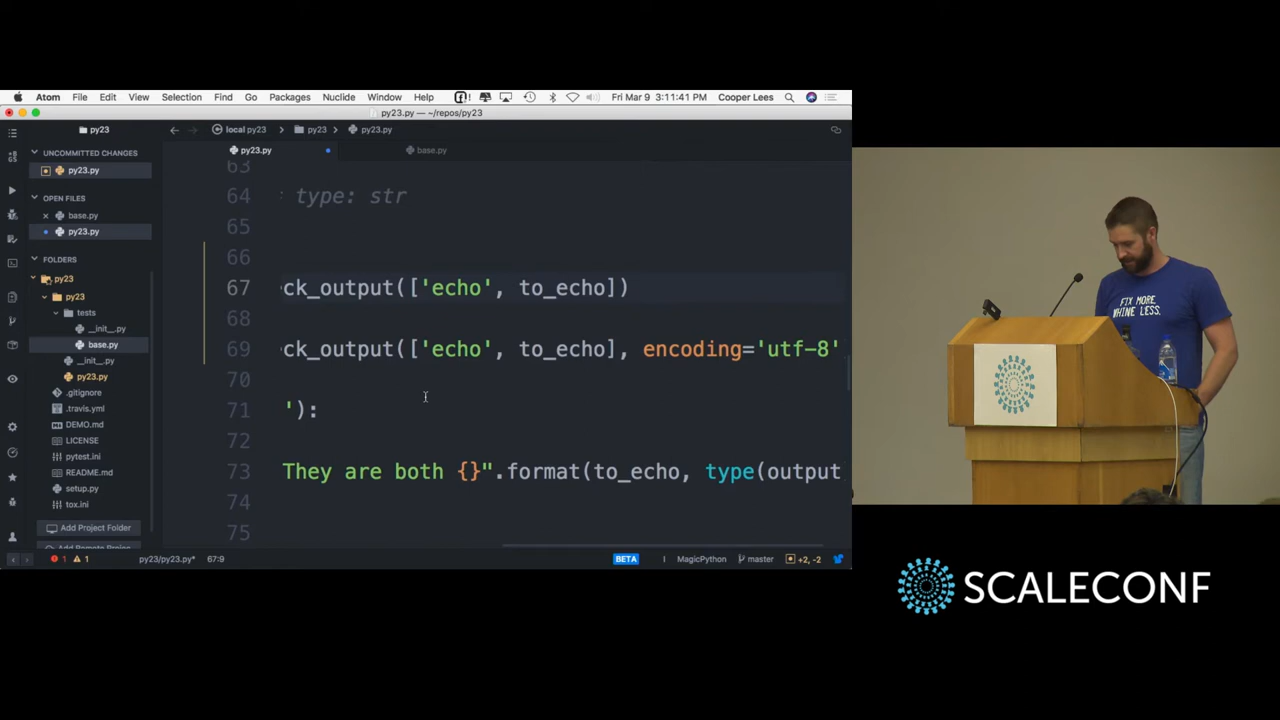 Atom File Edit View Selection Find Go Packages Nuclide Window Help Fri Mar 9 3:11:41 PM Cooper Lees
py23.py — ~/repos/py23
py23
local py23 py23 py23.py
UNCOMMITTED CHANGES
py23.py
OPEN FILES
base.py
py23.py
FOLDERS
py23
py23
tests
__init__.py
base.py
__init__.py
py23.py
.gitignore
.travis.yml
DEMO.md
LICENSE
pytest.ini
README.md
setup.py
tox.ini
Add Project Folder
py23.py base.py
63
64 : type: str
65
66
67 ck_output(['echo', to_echo])
68
69 ck_output(['echo', to_echo], encoding='utf-8'
70
71 '):
72
73 They are both {}".format(to_echo, type(output
74
75
1 1 py23/py23.py* 67:9 BETA MagicPython master +2, -2
FIX MORE.
WHINE LESS.
SCALECONF